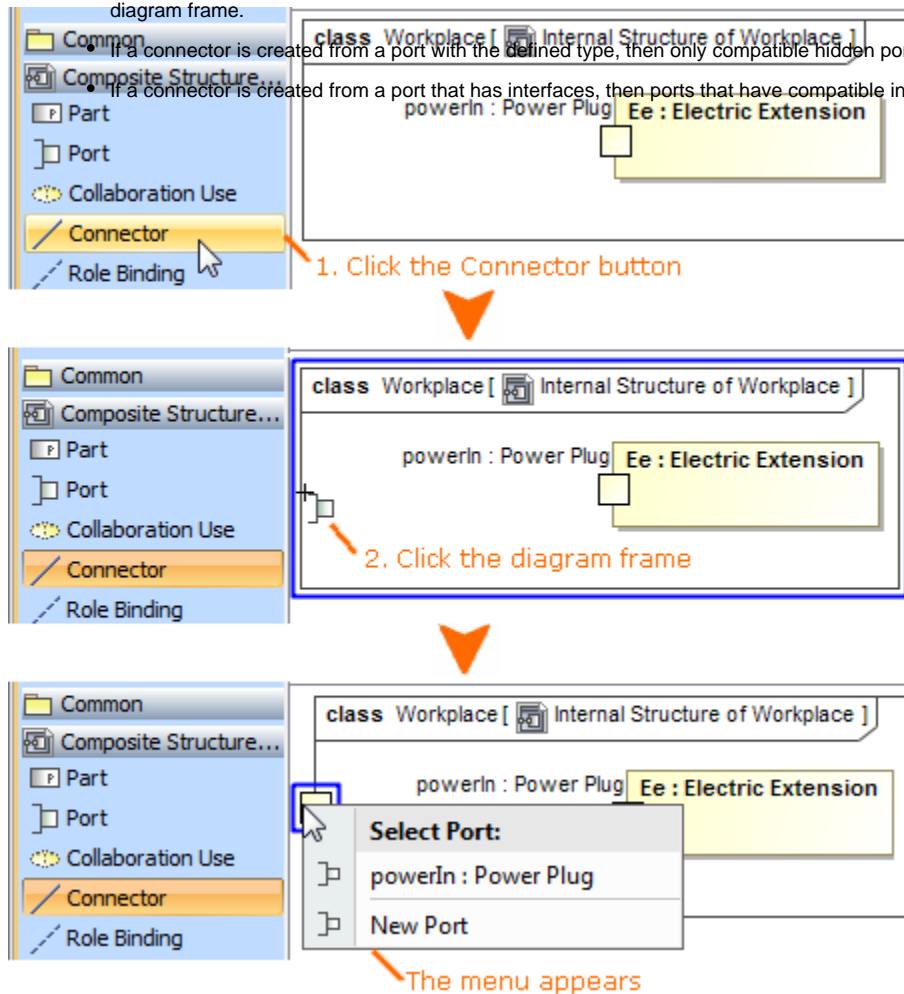 diagram frame.
If a connector is created from a port with the defined type, then only compatible hidden por
If a connector is created from a port that has interfaces, then ports that have compatible in
Common
Composite Structure...
Part
Port
Collaboration Use
Connector
Role Binding
class Workplace [ Internal Structure of Workplace ]
powerIn : Power Plug
Ee : Electric Extension
1. Click the Connector button
Common
Composite Structure...
Part
Port
Collaboration Use
Connector
Role Binding
class Workplace [ Internal Structure of Workplace ]
powerIn : Power Plug
Ee : Electric Extension
2. Click the diagram frame
Common
Composite Structure...
Part
Port
Collaboration Use
Connector
Role Binding
class Workplace [ Internal Structure of Workplace ]
powerIn : Power Plug
Ee : Electric Extension
Select Port:
powerIn : Power Plug
New Port
The menu appears